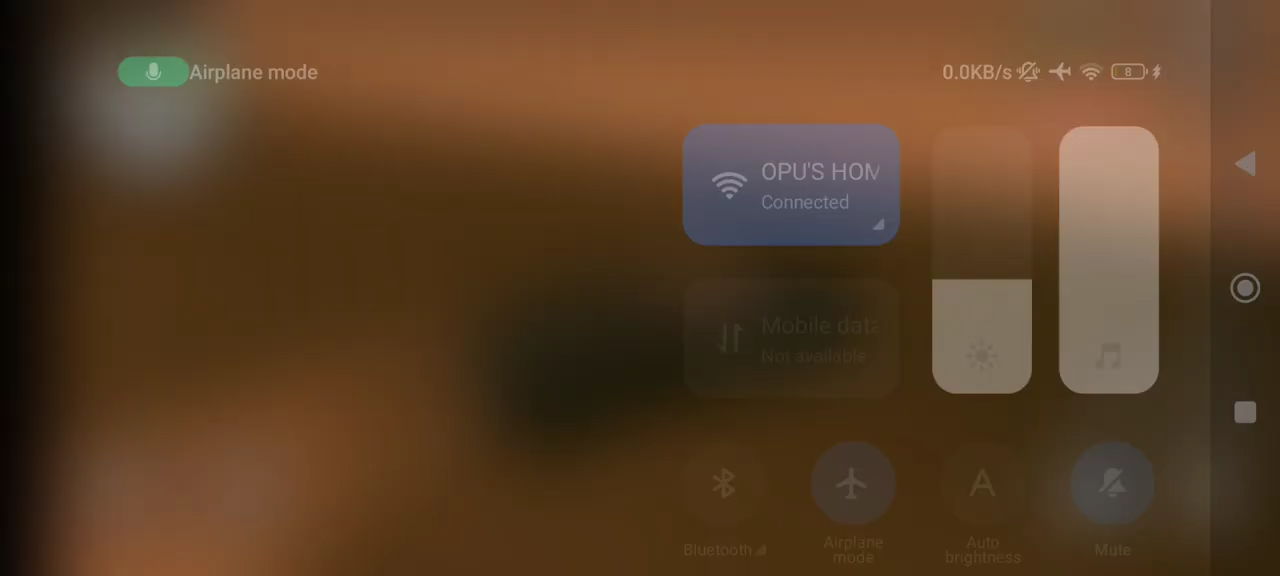 Airplane mode
0.0KB/s
8
OPU'S HOM
Connected
Mobile data
Not available
Bluetooth
Airplane
mode
A
Auto
brightness
Mute